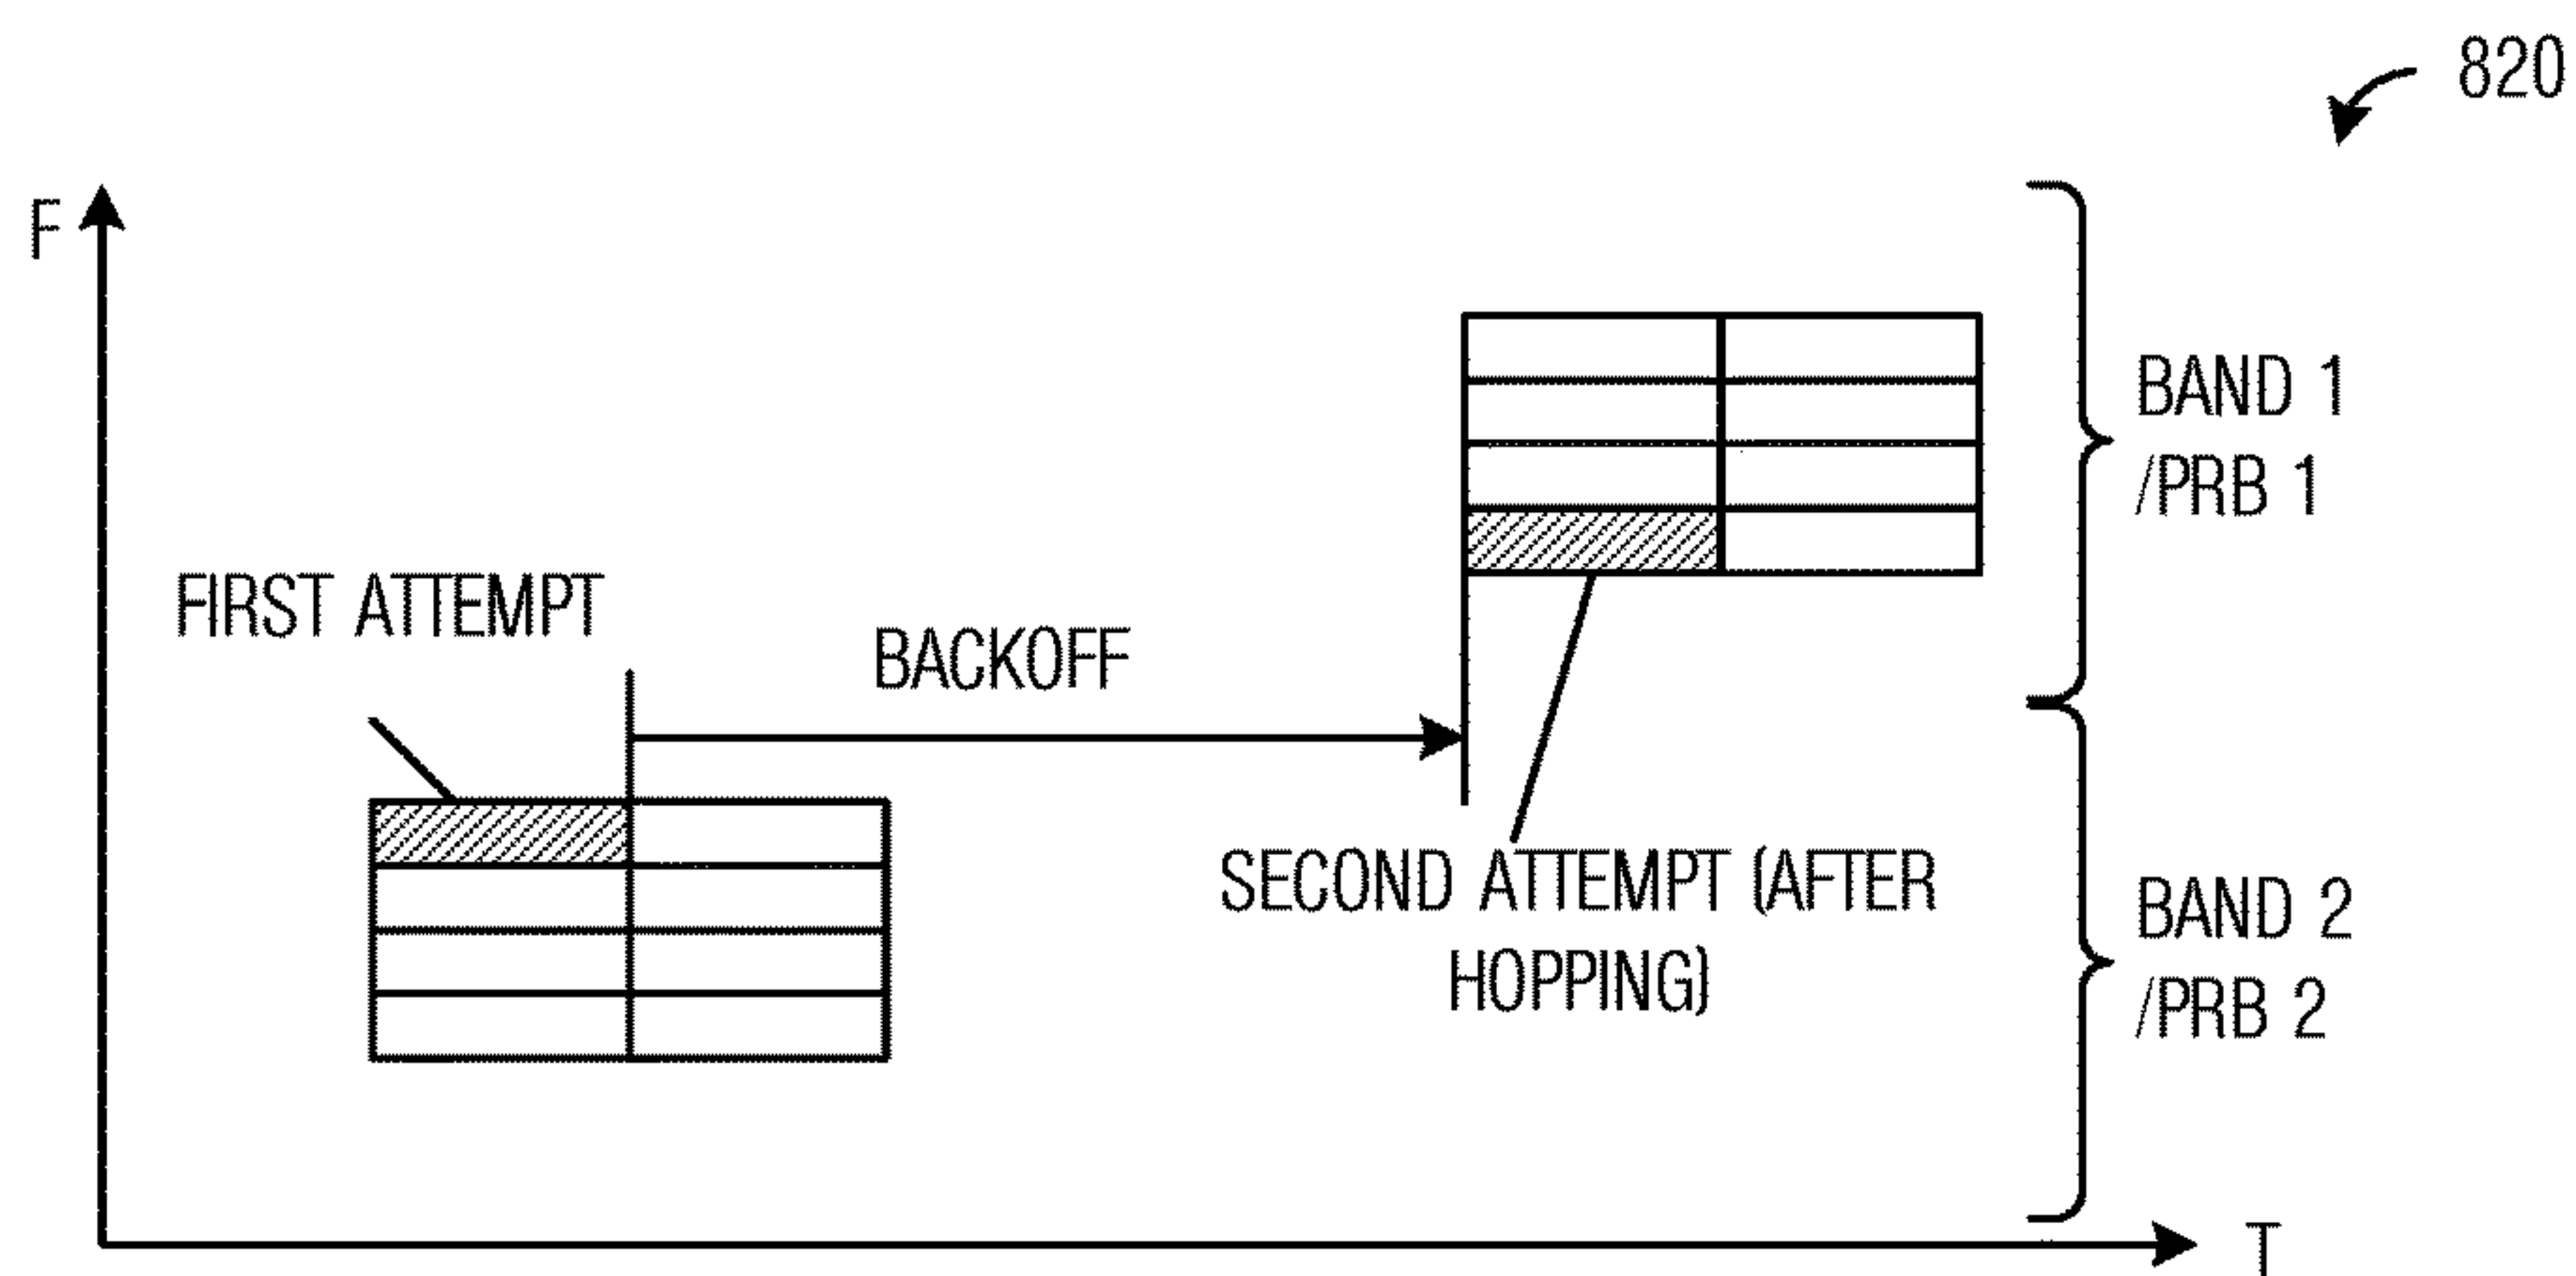 820
F
BAND 1
/PRB 1
FIRST ATTEMPT
BACKOFF
SECOND ATTEMPT (AFTER
HOPPING)
BAND 2
/PRB 2
T